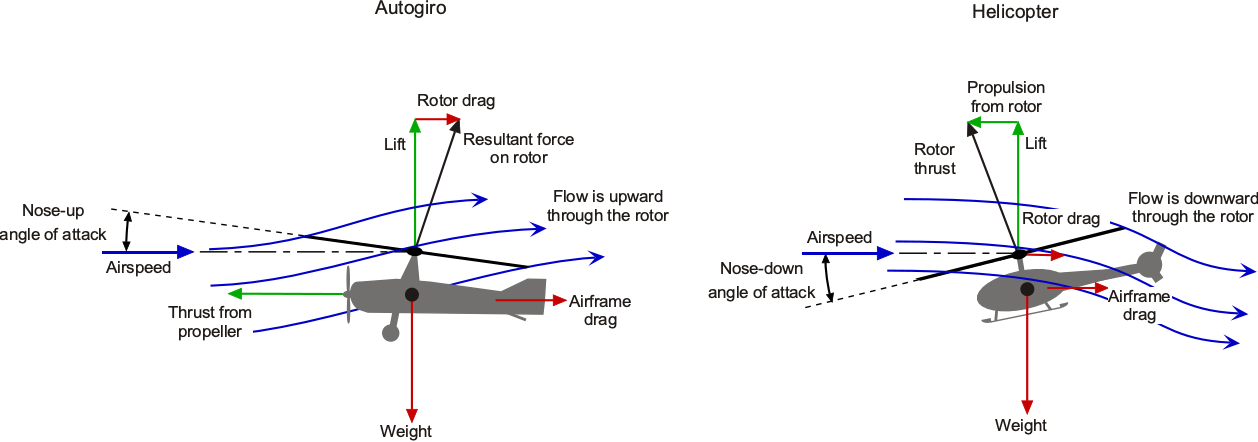 Autogiro
Rotor drag
Lift
Resultant force
on rotor
Nose-up
angle of attack
Flow is upward
through the rotor
Airspeed
Thrust from
propeller
Airframe
drag
Weight
Helicopter
Propulsion
from rotor
Lift
Rotor
thrust
Flow is downward
through the rotor
Rotor drag
Airspeed
Nose-down
angle of attack
Airframe
drag
Weight